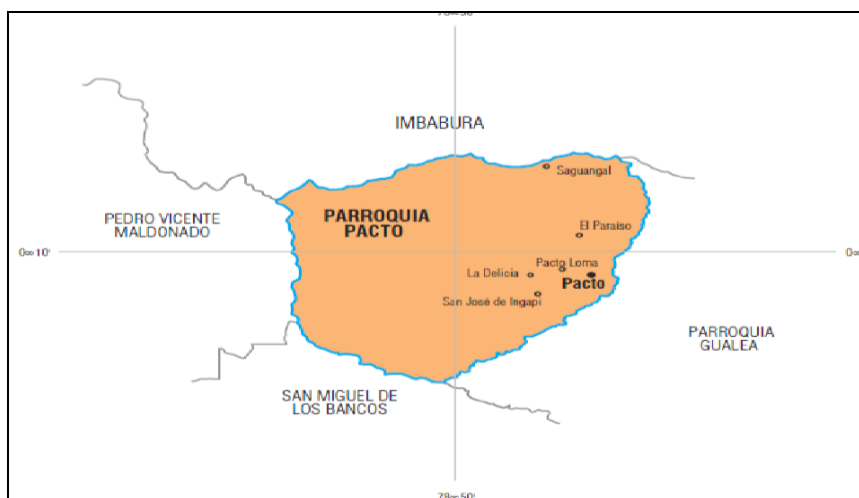 IMBABURA
Saguangal
PARROQUIA
PACTO
PEDRO VICENTE
MALDONADO
El Paraiso
0∞10'
0∞
Pacto Loma
La Delicia
Pacto
San José de Ingapi
PARROQUIA
GUALEA
SAN MIGUEL DE
LOS BANCOS
78∞50'